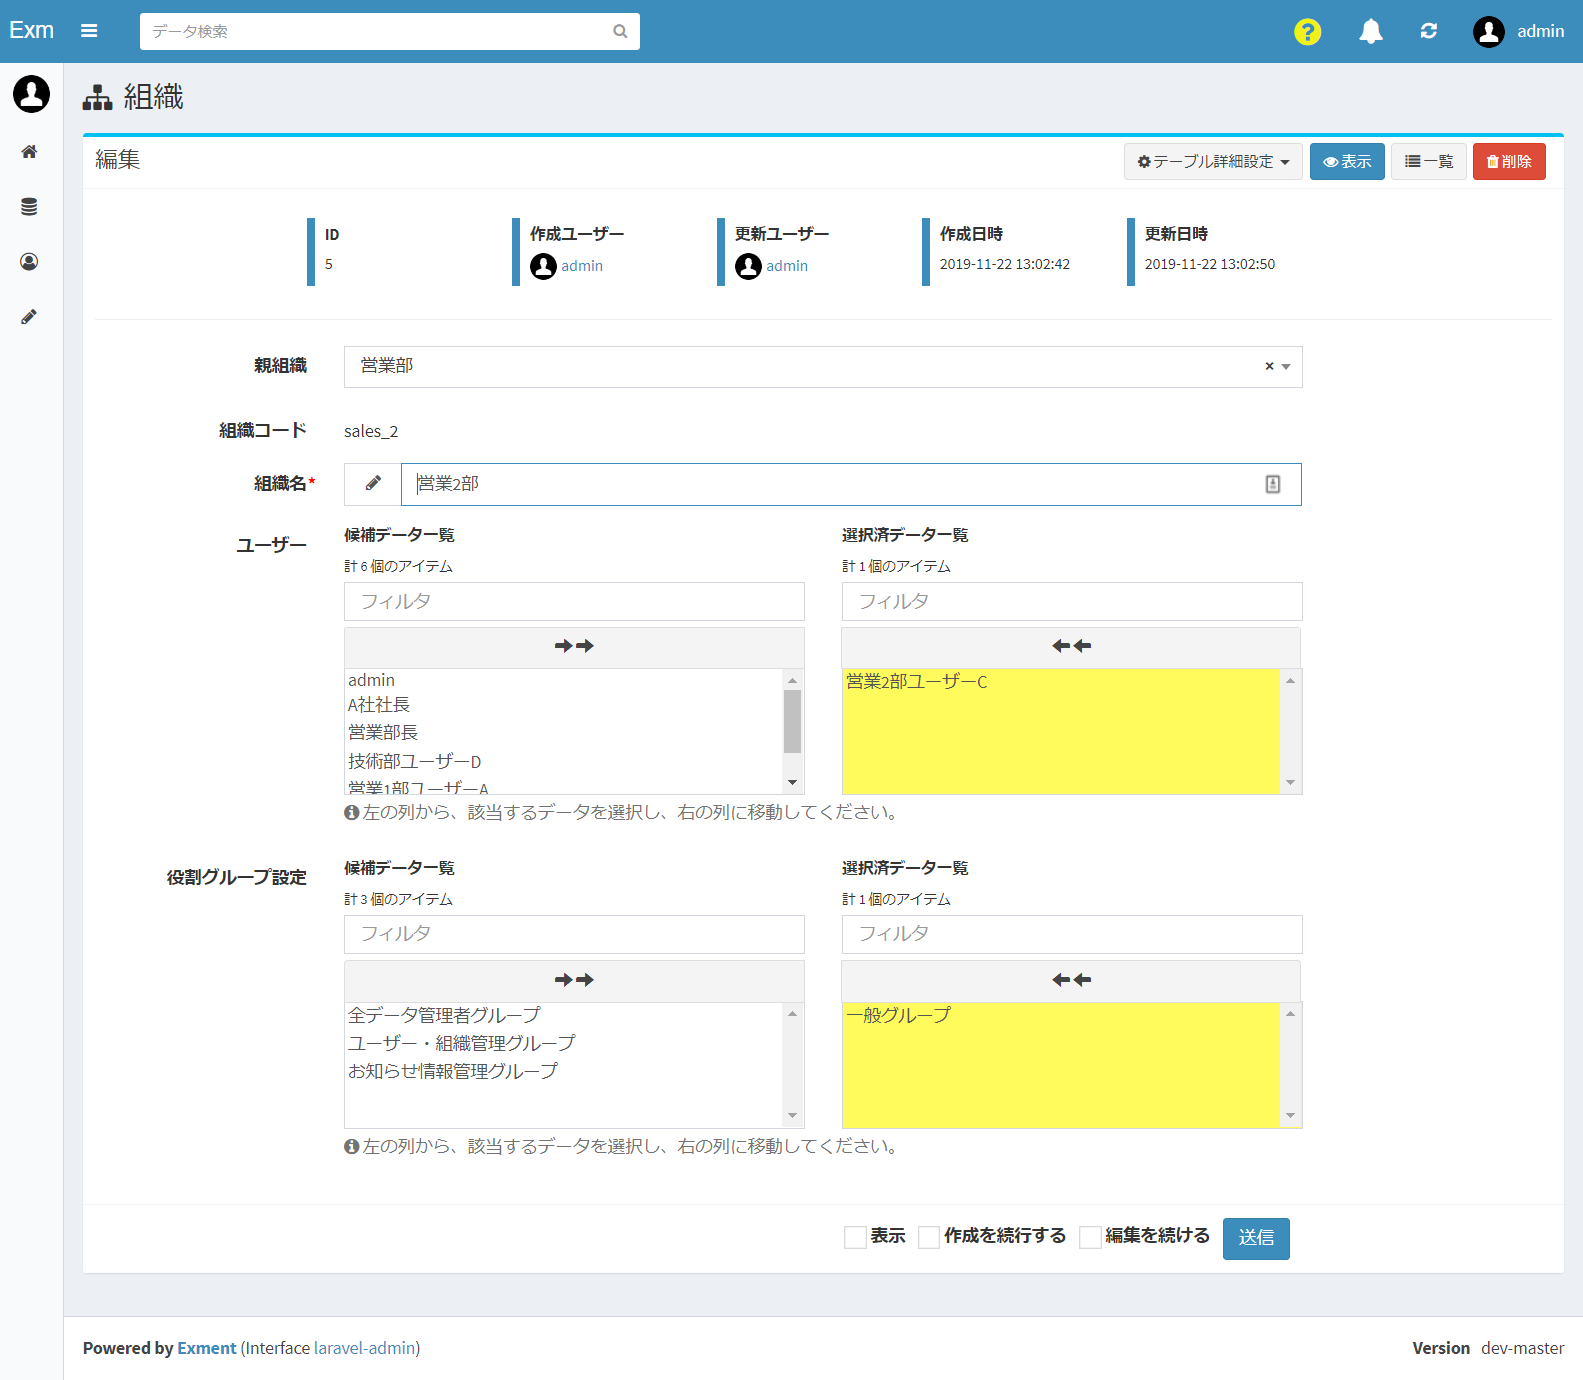 Exm
データ検索
admin
組織
編集
テーブル詳細設定
表示
一覧
削除
ID
5
作成ユーザー
admin
更新ユーザー
admin
作成日時
2019-11-22 13:02:42
更新日時
2019-11-22 13:02:50
親組織
営業部
×
組織コード
sales_2
組織名*
営業2部
ユーザー
候補データ一覧
計 6 個のアイテム
フィルタ
admin
A社社長
営業部長
技術部ユーザーD
営業1部ユーザーA
選択済データ一覧
計 1 個のアイテム
フィルタ
営業2部ユーザーC
左の列から、該当するデータを選択し、右の列に移動してください。
役割グループ設定
候補データ一覧
計 3 個のアイテム
フィルタ
全データ管理者グループ
ユーザー・組織管理グループ
お知らせ情報管理グループ
選択済データ一覧
計 1 個のアイテム
フィルタ
一般グループ
左の列から、該当するデータを選択し、右の列に移動してください。
表示
作成を続行する
編集を続ける
送信
Powered by Exment (Interface laravel-admin)
Version dev-master